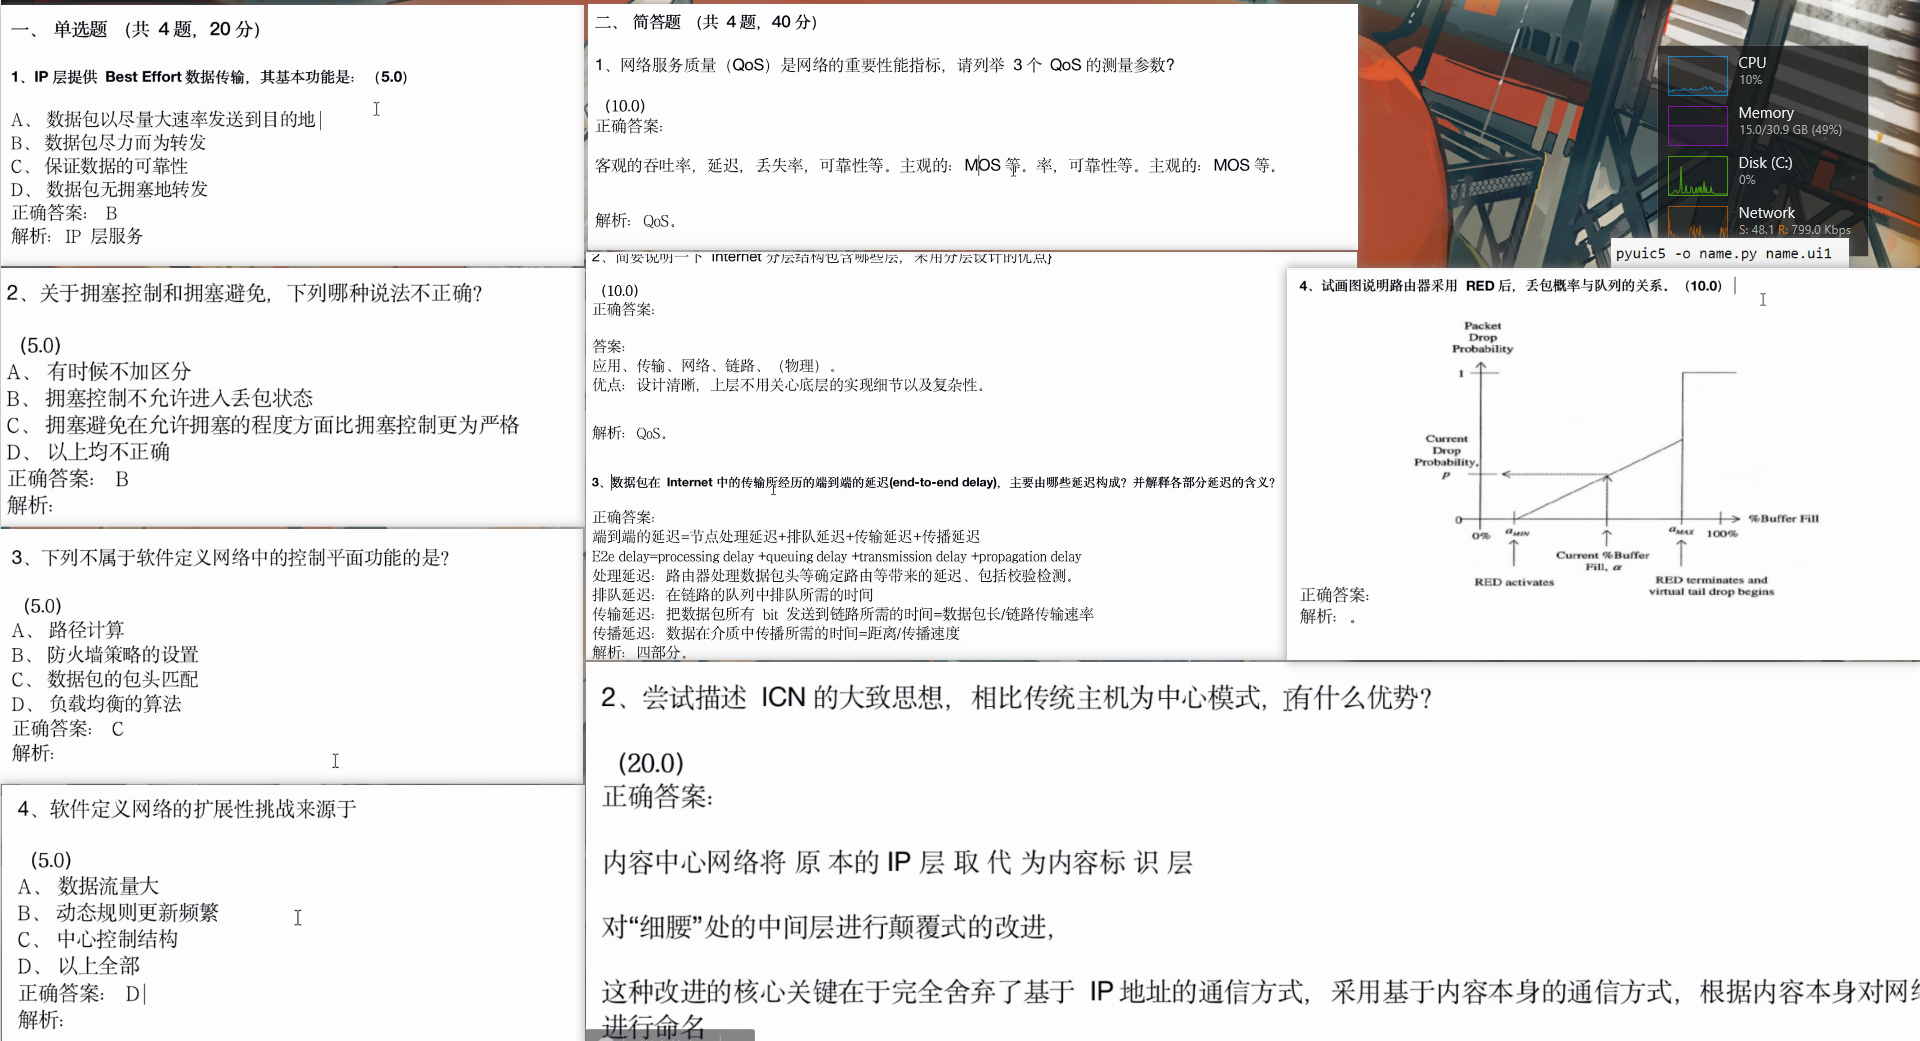 一、 单选题 （共 4 题，20 分）
1、IP 层提供 Best Effort 数据传输，其基本功能是： （5.0）
A、 数据包以尽量大速率发送到目的地
B、 数据包尽力而为转发
C、 保证数据的可靠性
D、 数据包无拥塞地转发
正确答案： B
解析: IP 层服务
2、关于拥塞控制和拥塞避免，下列哪种说法不正确？
（5.0）
A、 有时候不加区分
B、 拥塞控制不允许进入丢包状态
C、 拥塞避免在允许拥塞的程度方面比拥塞控制更为严格
D、 以上均不正确
正确答案： B
解析:
3、下列不属于软件定义网络中的控制平面功能的是？
（5.0）
A、 路径计算
B、 防火墙策略的设置
C、 数据包的包头匹配
D、 负载均衡的算法
正确答案： C
解析:
4、软件定义网络的扩展性挑战来源于
（5.0）
A、 数据流量大
B、 动态规则更新频繁
C、 中心控制结构
D、 以上全部
正确答案： D
解析:
二、 简答题 （共 4 题，40 分）
1、网络服务质量（QoS）是网络的重要性能指标，请列举 3 个 QoS 的测量参数？
（10.0）
正确答案:
客观的吞吐率，延迟，丢失率，可靠性等。主观的：MOS 等。率，可靠性等。主观的：MOS 等。
解析: QoS。
2、简要说明一下 Internet 分层结构包含哪些层，采用分层设计的优点}
（10.0）
正确答案:
答案:
应用、传输、网络、链路、（物理）。
优点：设计清晰，上层不用关心底层的实现细节以及复杂性。
解析: QoS。
3、数据包在 Internet 中的传输所经历的端到端的延迟(end-to-end delay)，主要由哪些延迟构成？并解释各部分延迟的含义？
正确答案:
端到端的延迟=节点处理延迟+排队延迟+传输延迟+传播延迟
E2e delay=processing delay +queuing delay +transmission delay +propagation delay
处理延迟：路由器处理数据包头等确定路由等带来的延迟、包括校验检测。
排队延迟：在链路的队列中排队所需的时间
传输延迟：把数据包所有 bit 发送到链路所需的时间=数据包长/链路传输速率
传播延迟：数据在介质中传播所需的时间=距离/传播速度
解析: 四部分。
CPU
10%
Memory
15.0/30.9 GB (49%)
Disk (C:)
0%
Network
S: 48.1 R: 799.0 Kbps
pyuic5 -o name.py name.ui1
4、试画图说明路由器采用 RED 后，丢包概率与队列的关系。（10.0）
Packet
Drop
Probability
1
Current
Drop
Probability,
p
0
%Buffer Fill
0%
aMIN
aMAX
100%
Current %Buffer
Fill, a
RED activates
RED terminates and
virtual tail drop begins
正确答案:
解析: 。
2、尝试描述 ICN 的大致思想，相比传统主机为中心模式，有什么优势？
（20.0）
正确答案:
内容中心网络将 原 本的 IP 层 取 代 为内容标 识 层
对“细腰”处的中间层进行颠覆式的改进，
这种改进的核心关键在于完全舍弃了基于 IP 地址的通信方式，采用基于内容本身的通信方式，根据内容本身对网络
进行命名